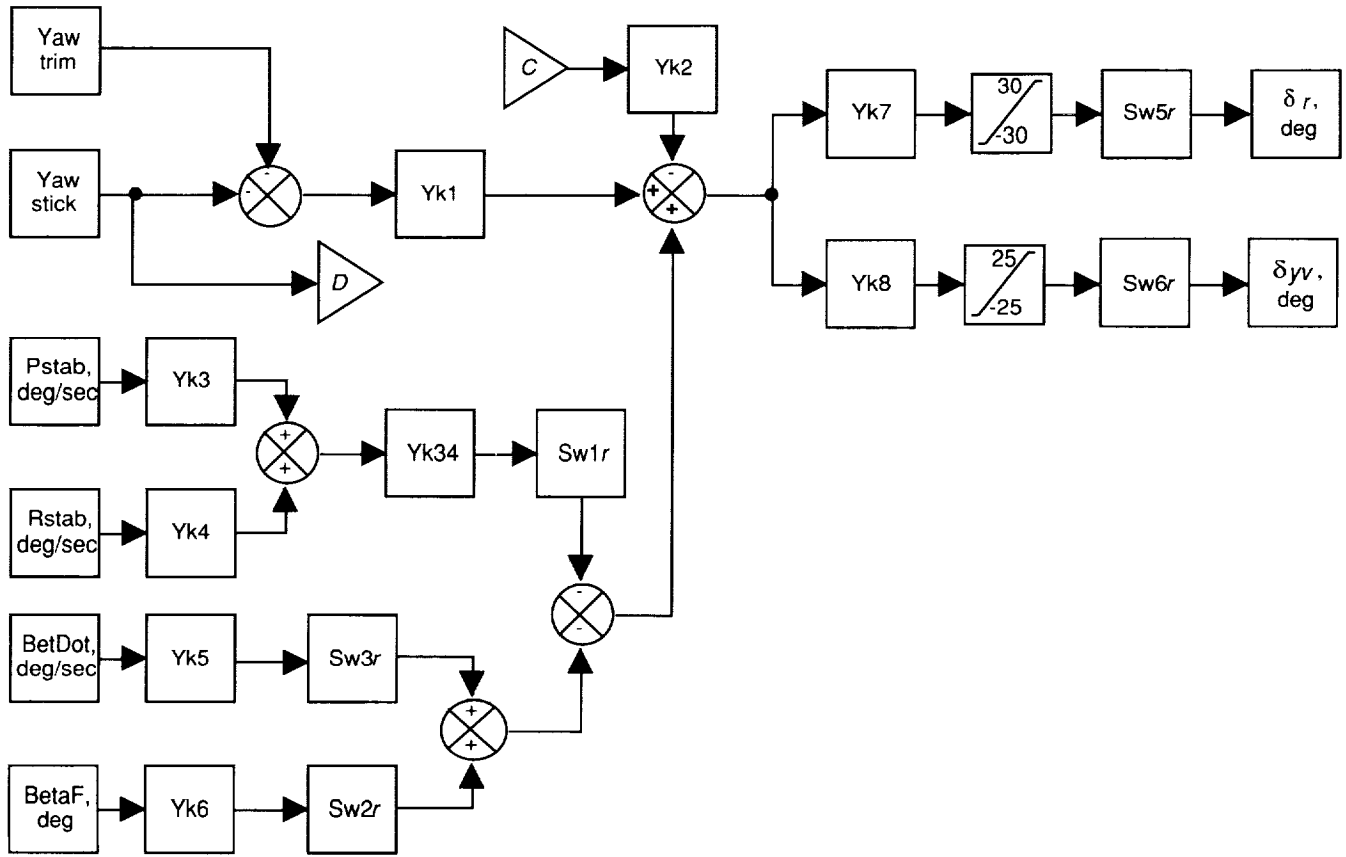 Yaw
trim
C
Yk2
Yk7
30
-30
Sw5r
δ r,
deg
Yaw
stick
-
-
Yk1
-
+
+
D
Yk8
25
-25
Sw6r
δyv,
deg
Pstab,
deg/sec
Yk3
+
+
Yk34
Sw1r
Rstab,
deg/sec
Yk4
-
-
BetDot,
deg/sec
Yk5
Sw3r
+
+
BetaF,
deg
Yk6
Sw2r